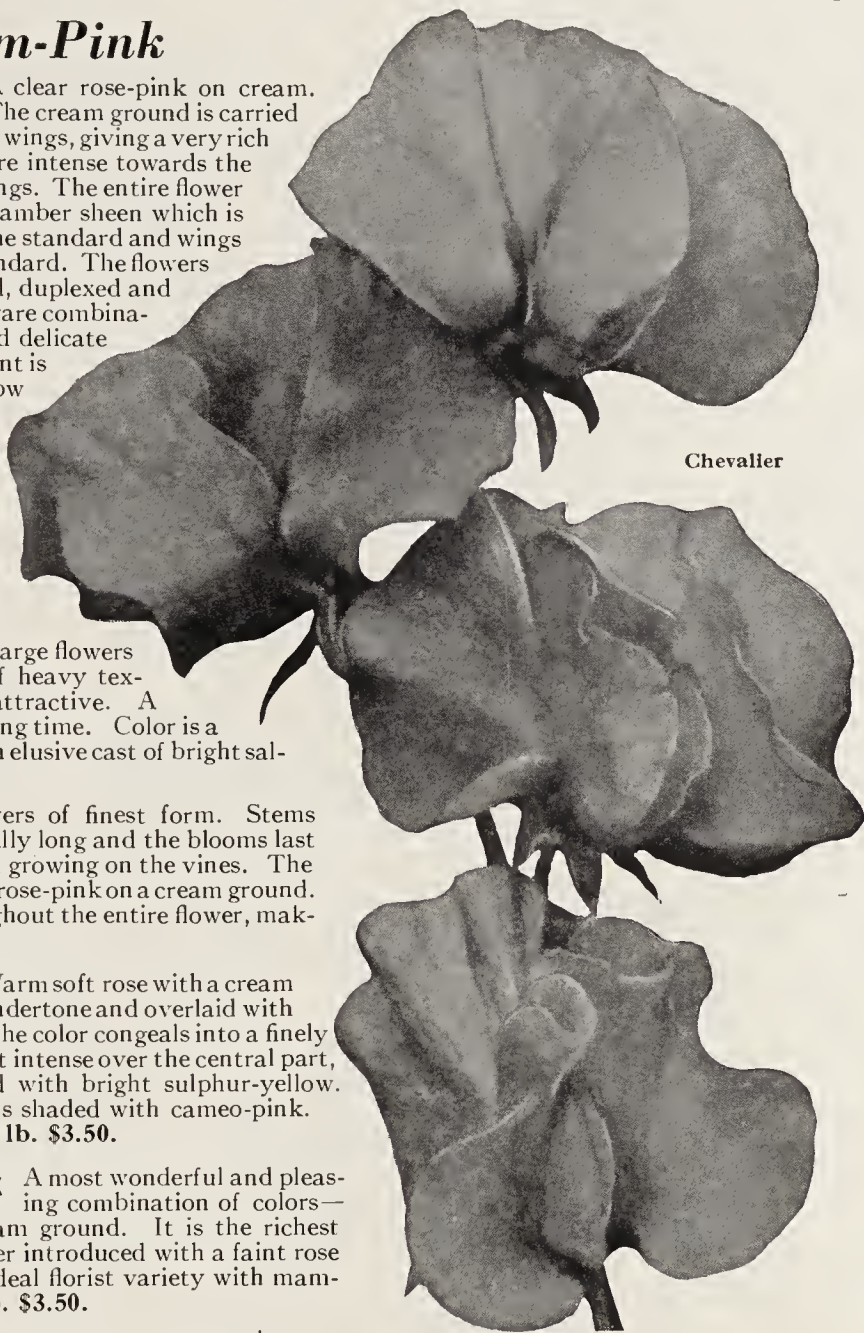 m-Pink
clear rose-pink on cream.
The cream ground is carried
wings, giving a very rich
re intense towards the
ngs. The entire flower
amber sheen which is
he standard and wings
ndard. The flowers
l, duplexed and
are combina-
d delicate
nt is
ow
Chevalier
arge flowers
f heavy tex-
attractive. A
ng time. Color is a
a elusive cast of bright sal-
ers of finest form. Stems
lly long and the blooms last
growing on the vines. The
rose-pink on a cream ground.
ghout the entire flower, mak-
Warm soft rose with a cream
ndertone and overlaid with
he color congeals into a finely
t intense over the central part,
d with bright sulphur-yellow.
s shaded with cameo-pink.
lb. $3.50.
A most wonderful and pleas-
ing combination of colors—
am ground. It is the richest
er introduced with a faint rose
deal florist variety with mam-
. $3.50.